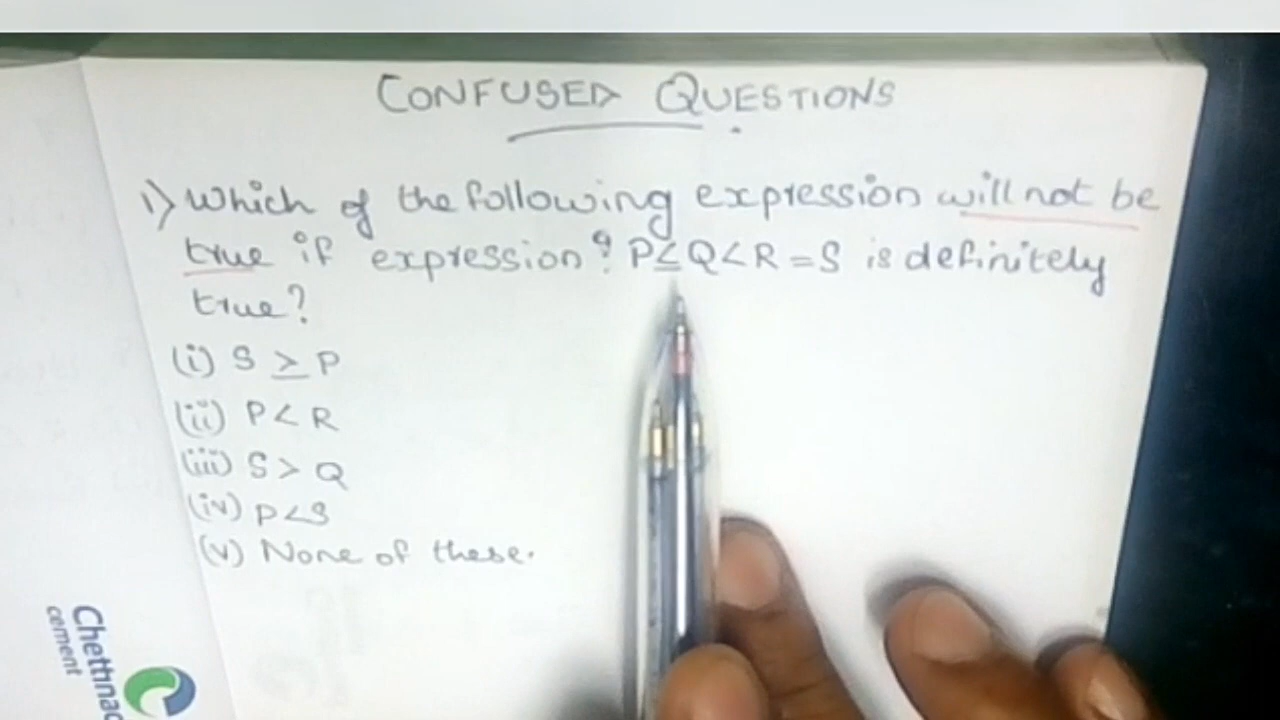 CONFUSED QUESTIONS
1) Which of the following expression will not be
true if expression? P≤Q<R=S is definitely
true?
(i) S ≥ P
(ii) P < R
(iii) S > Q
(iv) P<S
(v) None of these.
cement